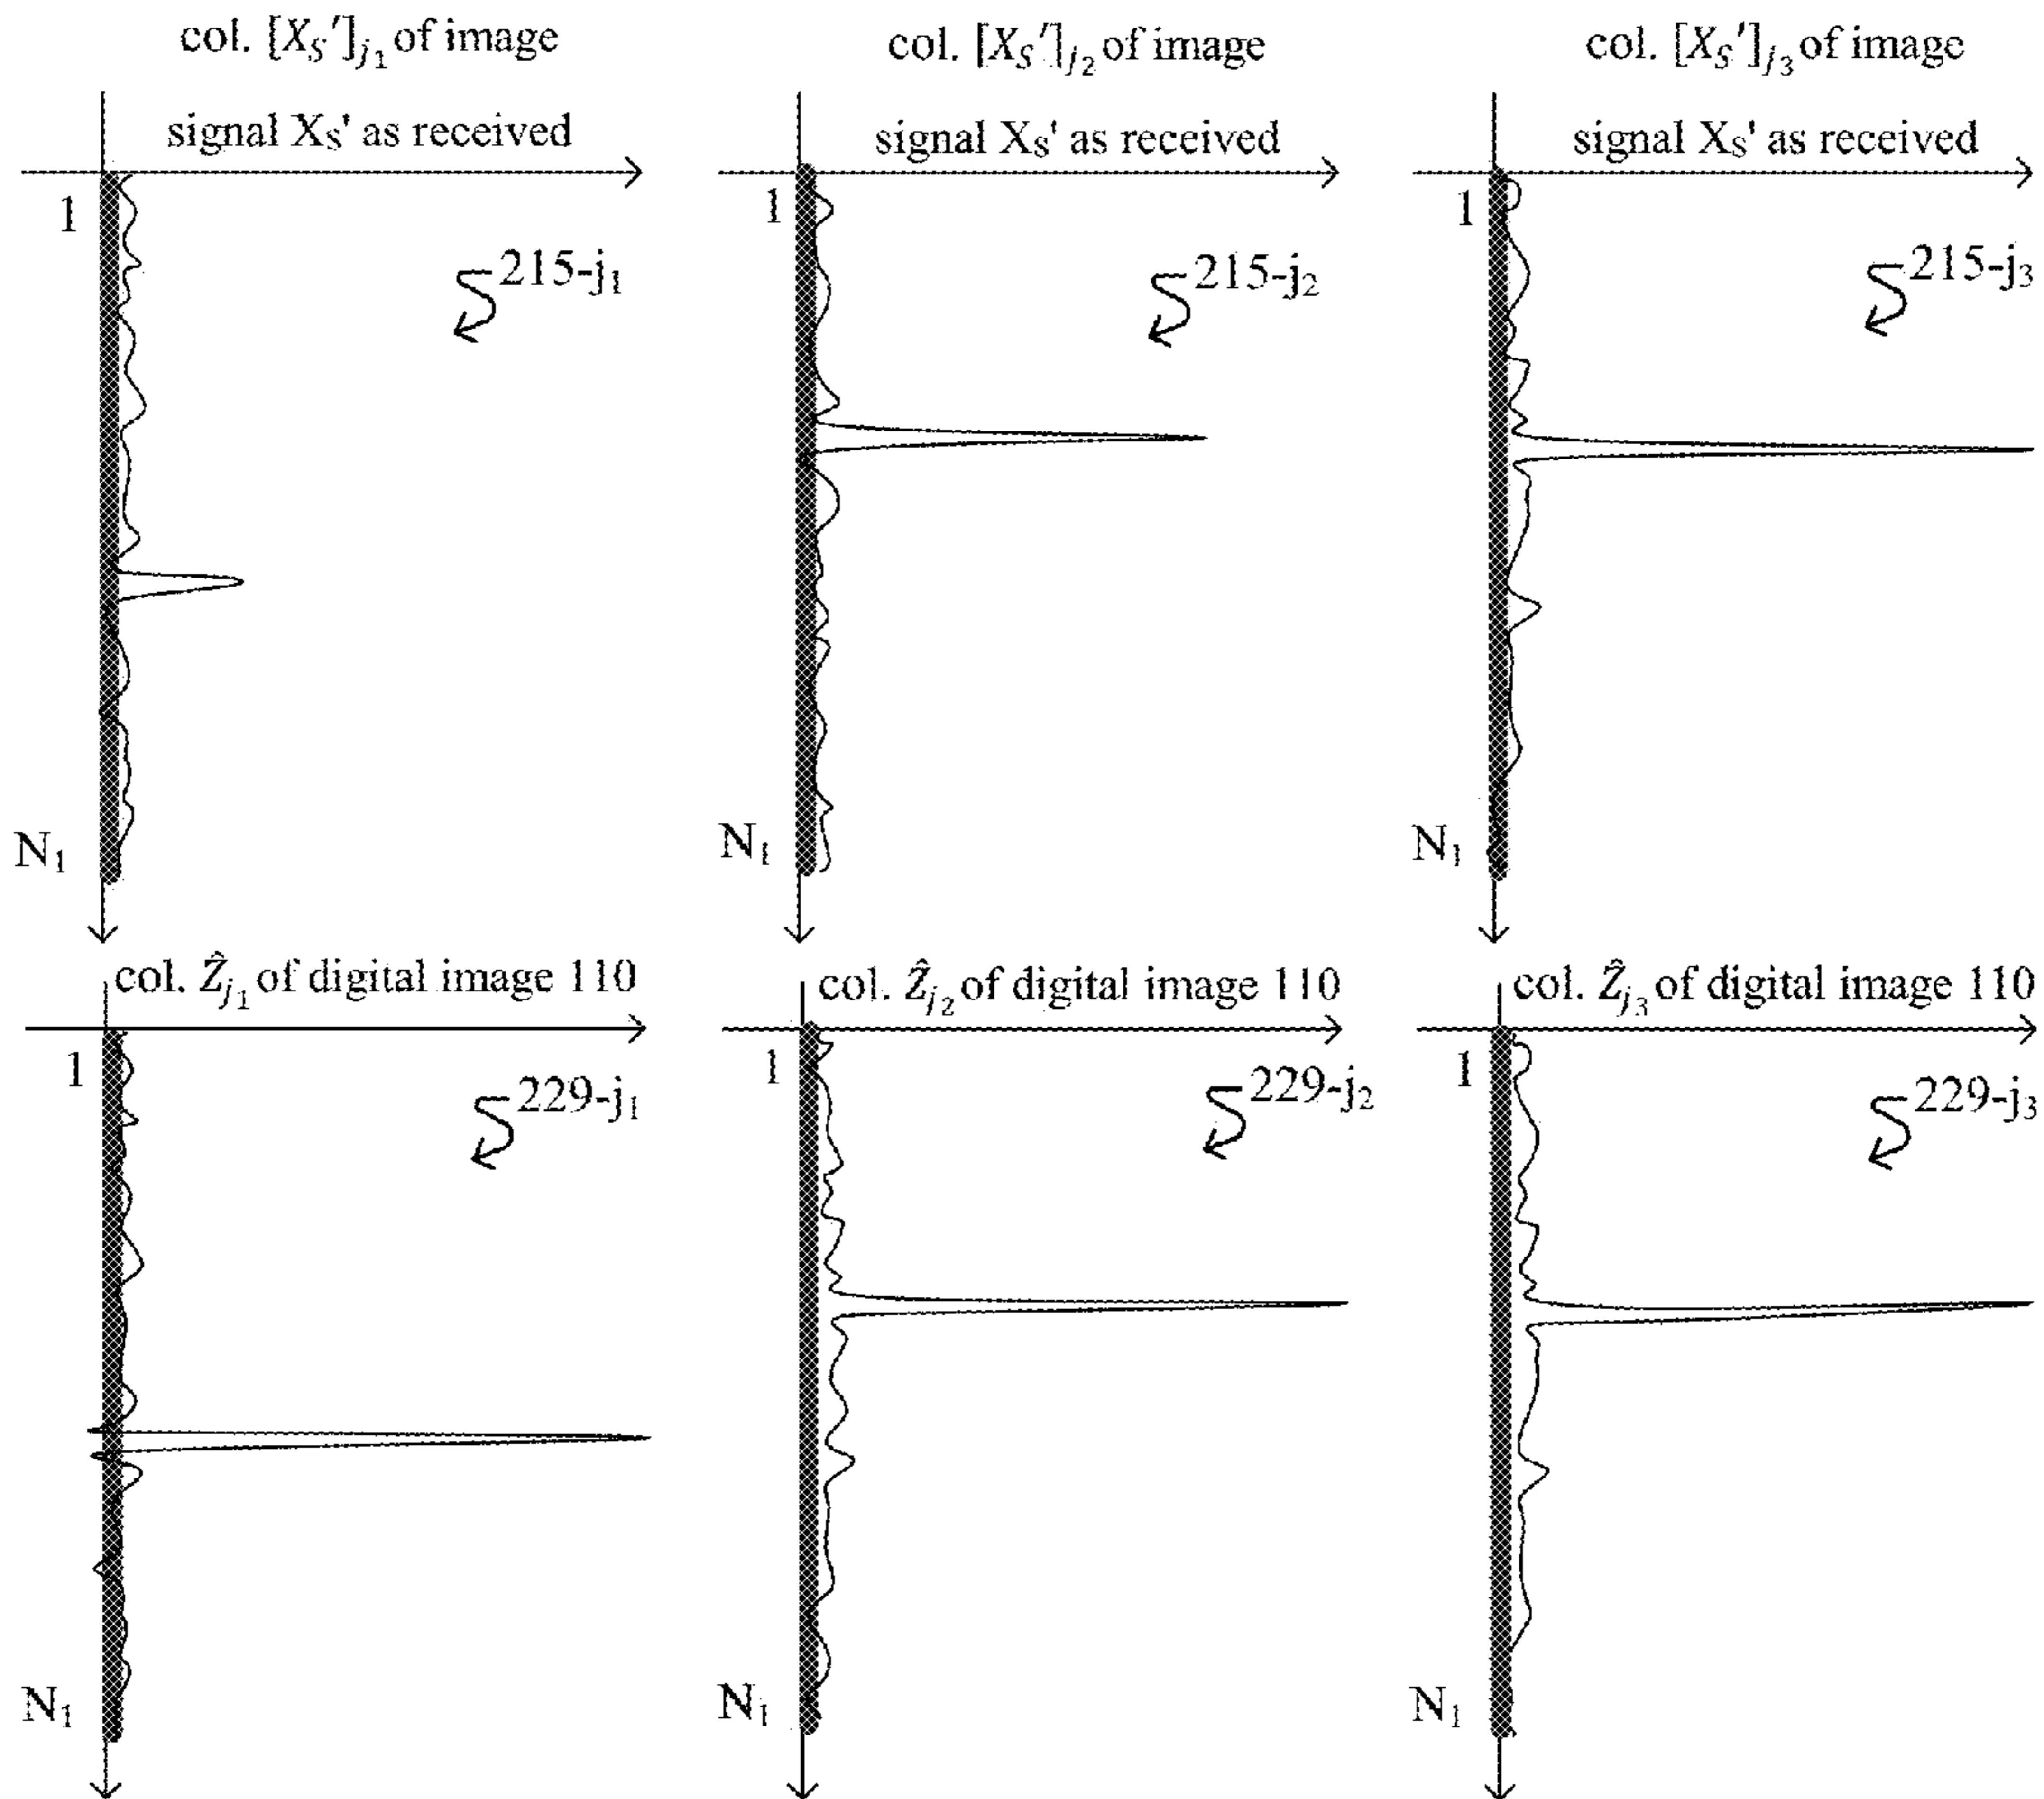 col. [X_S′]_{j₁} of image
signal X_S' as received
1
215-j₁
N₁
col. [X_S′]_{j₂} of image
signal X_S' as received
1
215-j₂
N₁
col. [X_S′]_{j₃} of image
signal X_S' as received
1
215-j₃
N₁
col. Ẑ_{j₁} of digital image 110
1
229-j₁
N₁
col. Ẑ_{j₂} of digital image 110
1
229-j₂
N₁
col. Ẑ_{j₃} of digital image 110
1
229-j₃
N₁